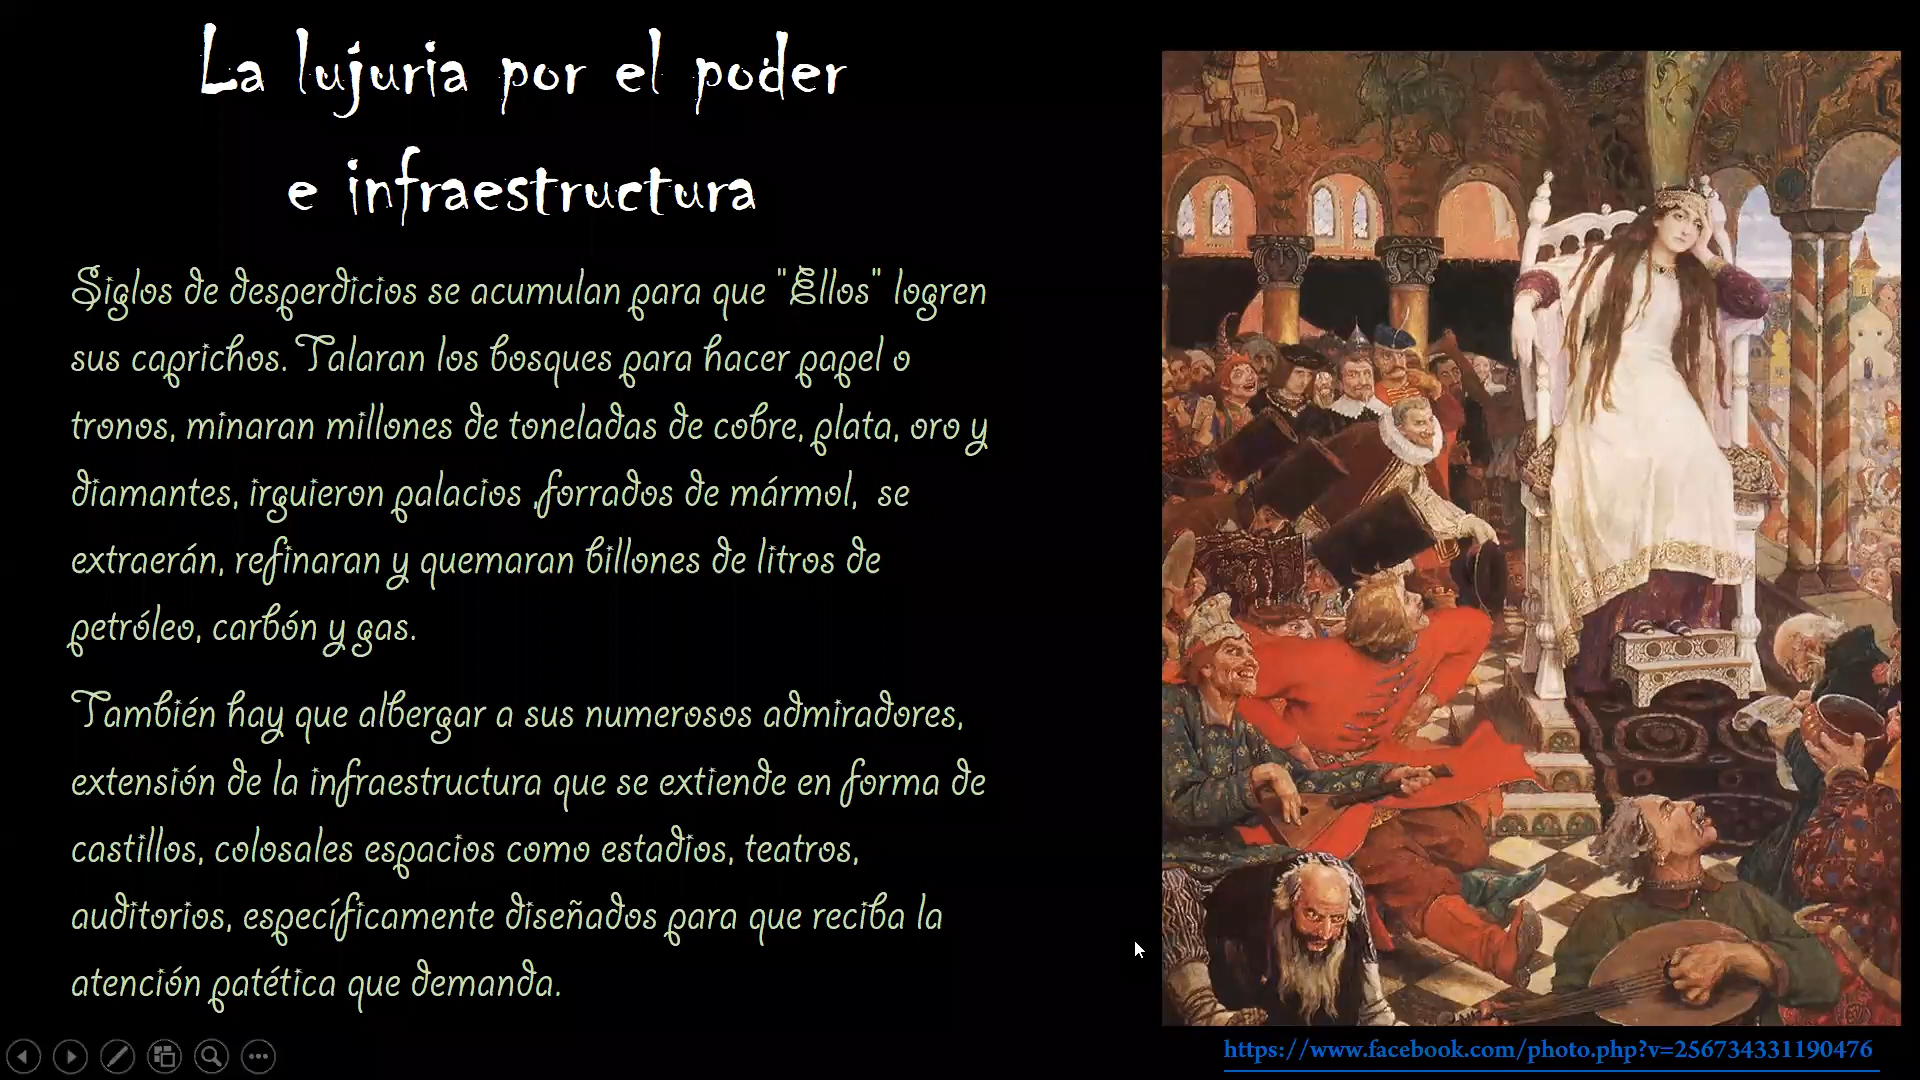 La lujuria por el poder
e infraestructura
Siglos de desperdicios se acumulan para que "Ellos" logren
sus caprichos. Talaran los bosques para hacer papel o
tronos, minaran millones de toneladas de cobre, plata, oro y
diamantes, irguieron palacios ,forrados de mármol, se
extraerán, refinaran y quemaran billones de litros de
petróleo, carbón y gas.
También hay que albergar a sus numerosos admiradores,
extensión de la infraestructura que se extiende en forma de
castillos, colosales espacios como estadios, teatros,
auditorios, específicamente diseñados para que reciba la
atención patética que demanda.
https://www.facebook.com/photo.php?v=256734331190476